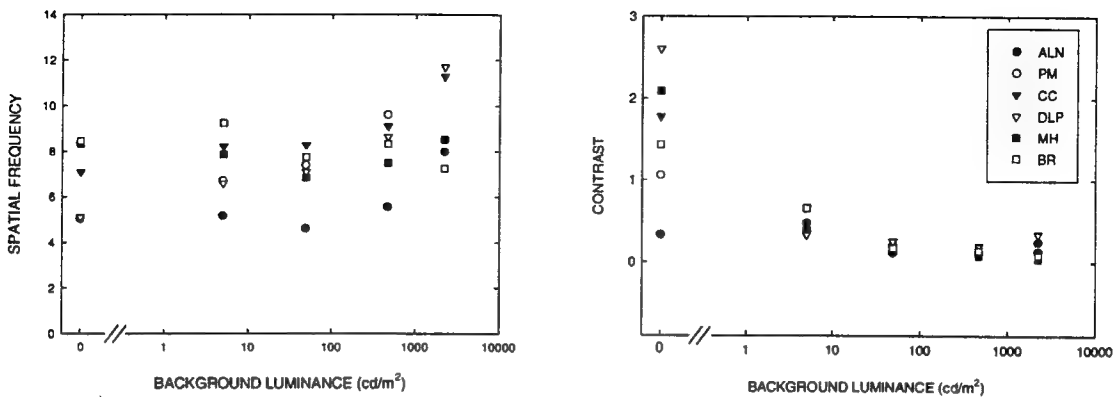 14
12
10
8
6
4
2
0
SPATIAL FREQUENCY
0 1 10 100 1000 10000
BACKGROUND LUMINANCE (cd/m²)
3
2
1
0
CONTRAST
ALN
PM
CC
DLP
MH
BR
0 1 10 100 1000 10000
BACKGROUND LUMINANCE (cd/m²)